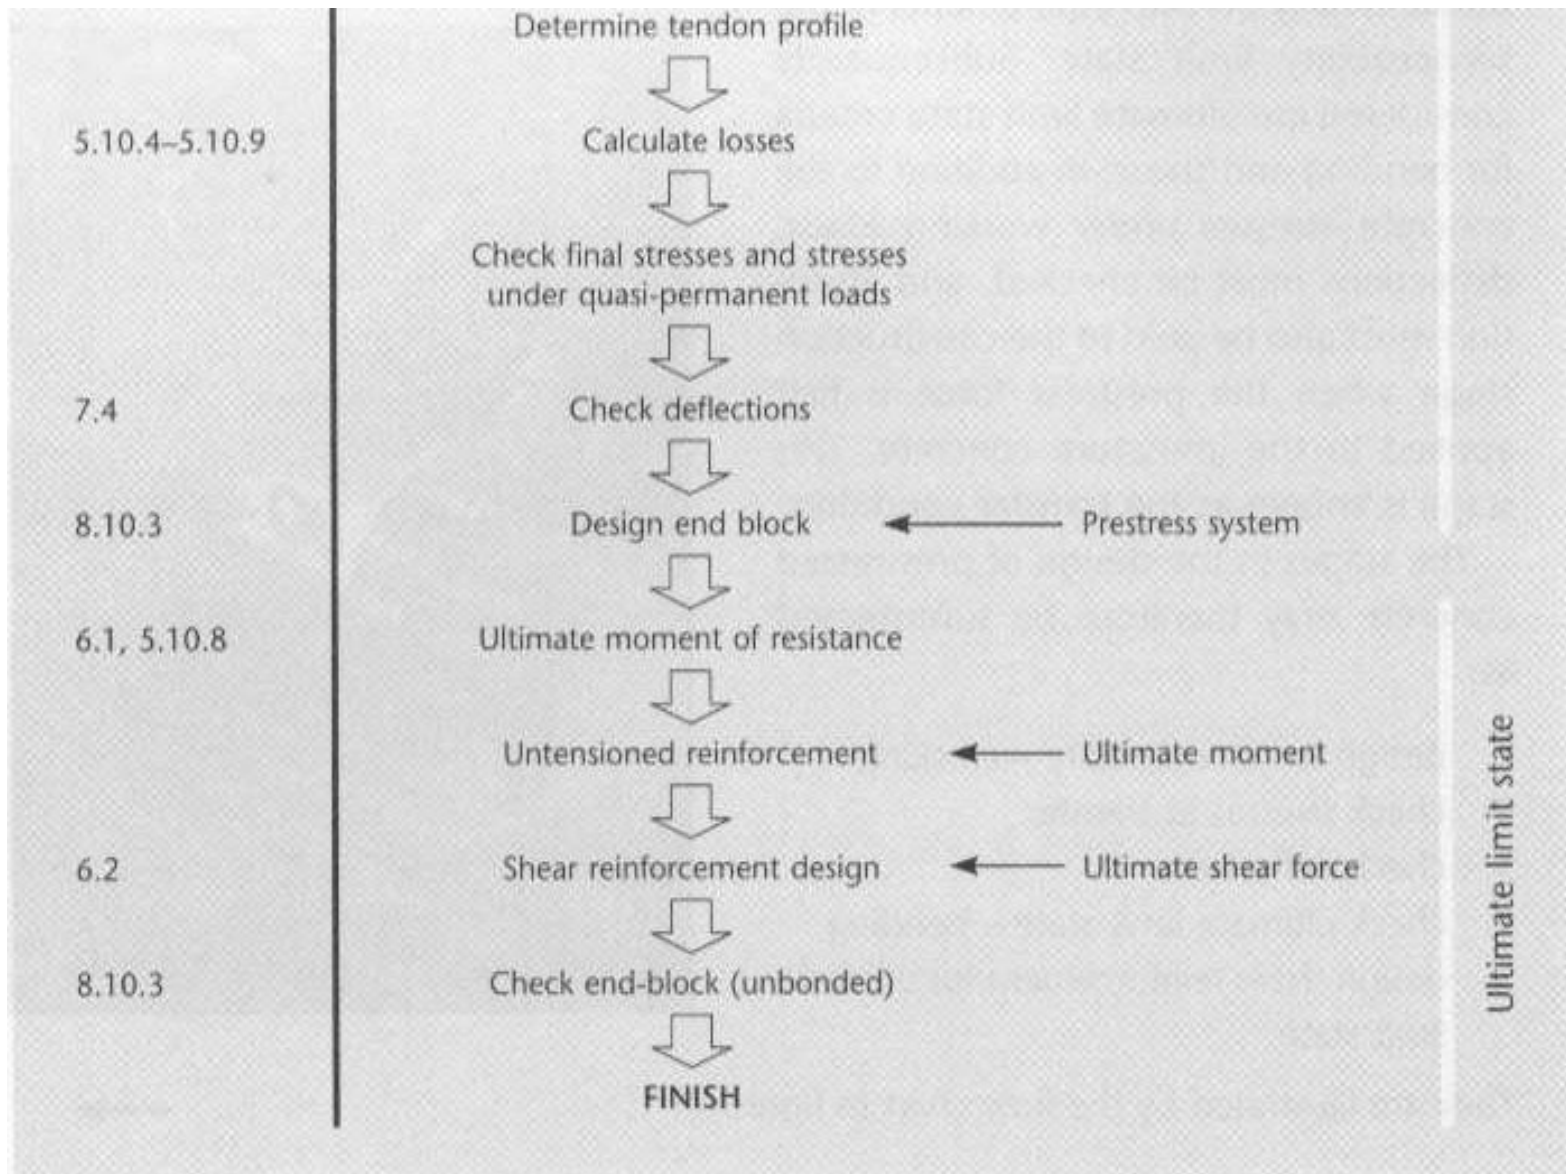 Determine tendon profile
5.10.4–5.10.9 Calculate losses
Check final stresses and stresses
under quasi-permanent loads
7.4 Check deflections
8.10.3 Design end block Prestress system
6.1, 5.10.8 Ultimate moment of resistance
Untensioned reinforcement Ultimate moment
6.2 Shear reinforcement design Ultimate shear force
8.10.3 Check end-block (unbonded)
FINISH
Ultimate limit state